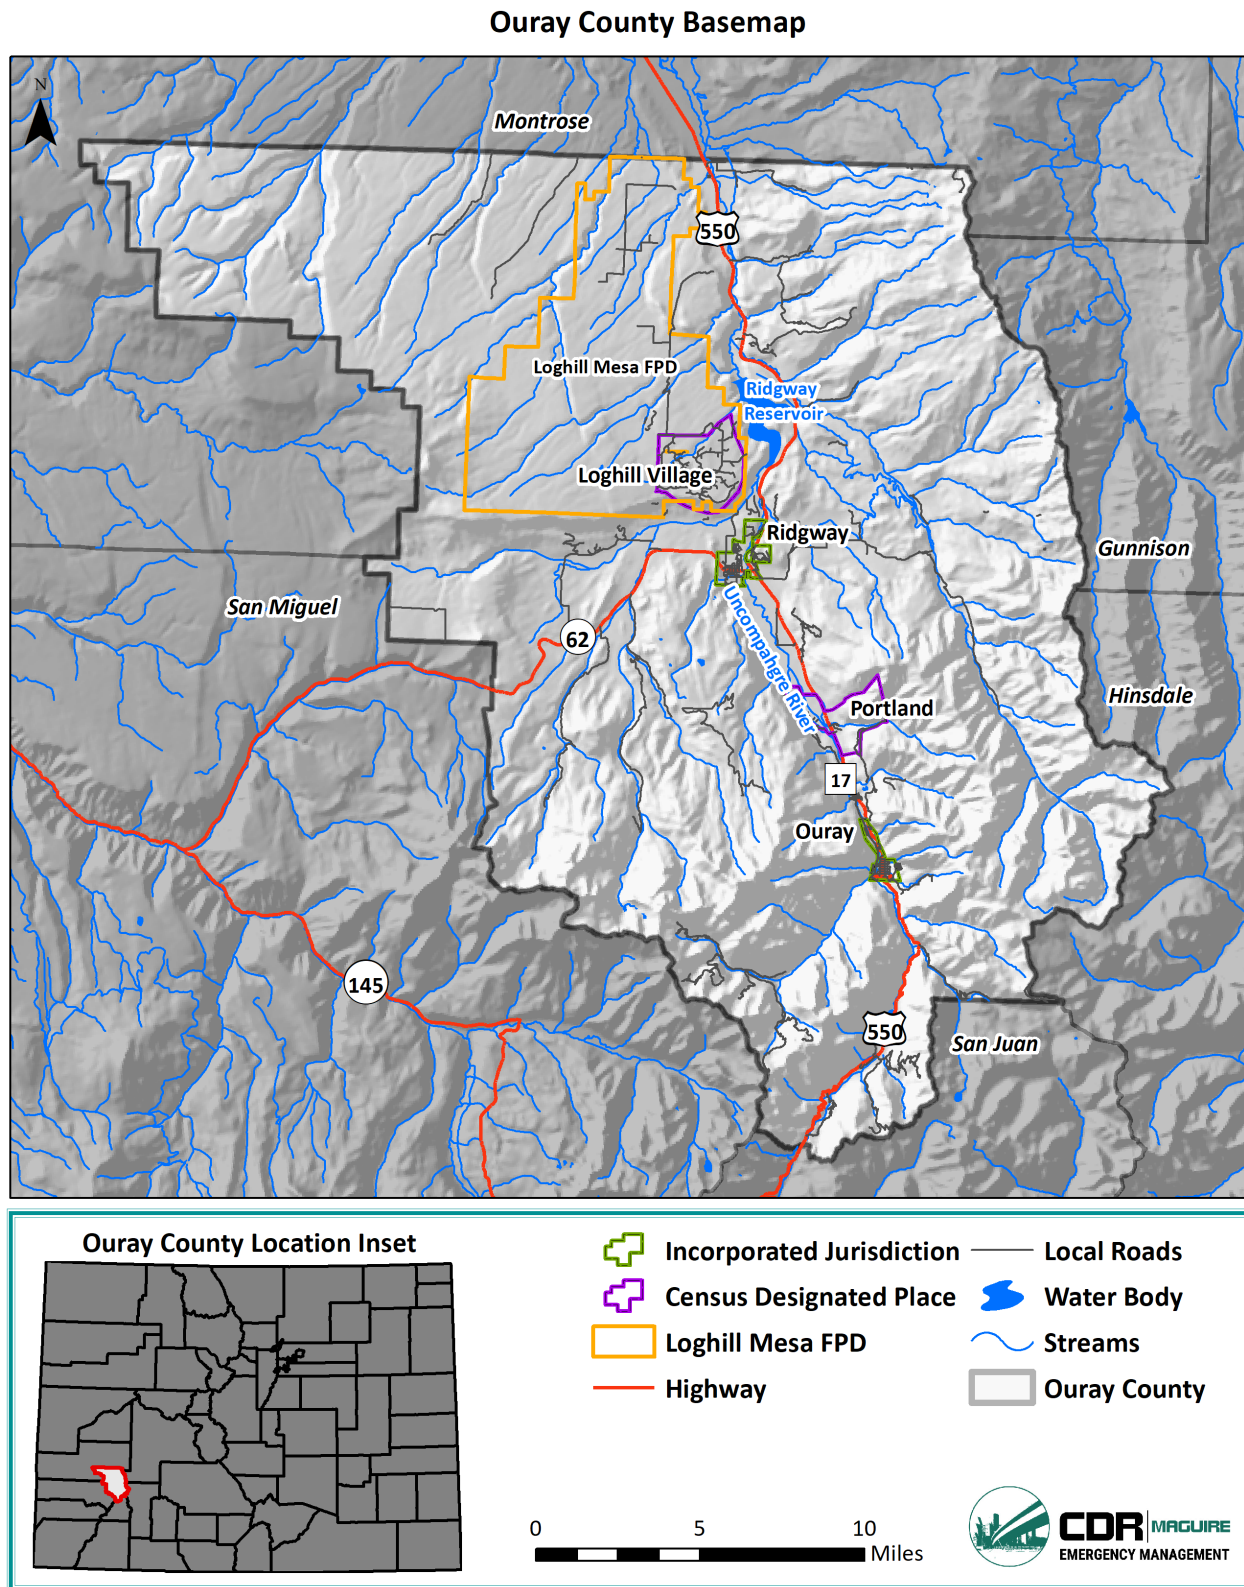 Ouray County Basemap
N
Montrose
550
Loghill Mesa FPD
Ridgway
Reservoir
Loghill Village
Ridgway
Gunnison
San Miguel
62
Uncompahgre River
Hinsdale
Portland
17
Ouray
145
550
San Juan
Ouray County Location Inset
Incorporated Jurisdiction
Local Roads
Census Designated Place
Water Body
Loghill Mesa FPD
Streams
Highway
Ouray County
0 5 10
Miles
CDR MAGUIRE
EMERGENCY MANAGEMENT